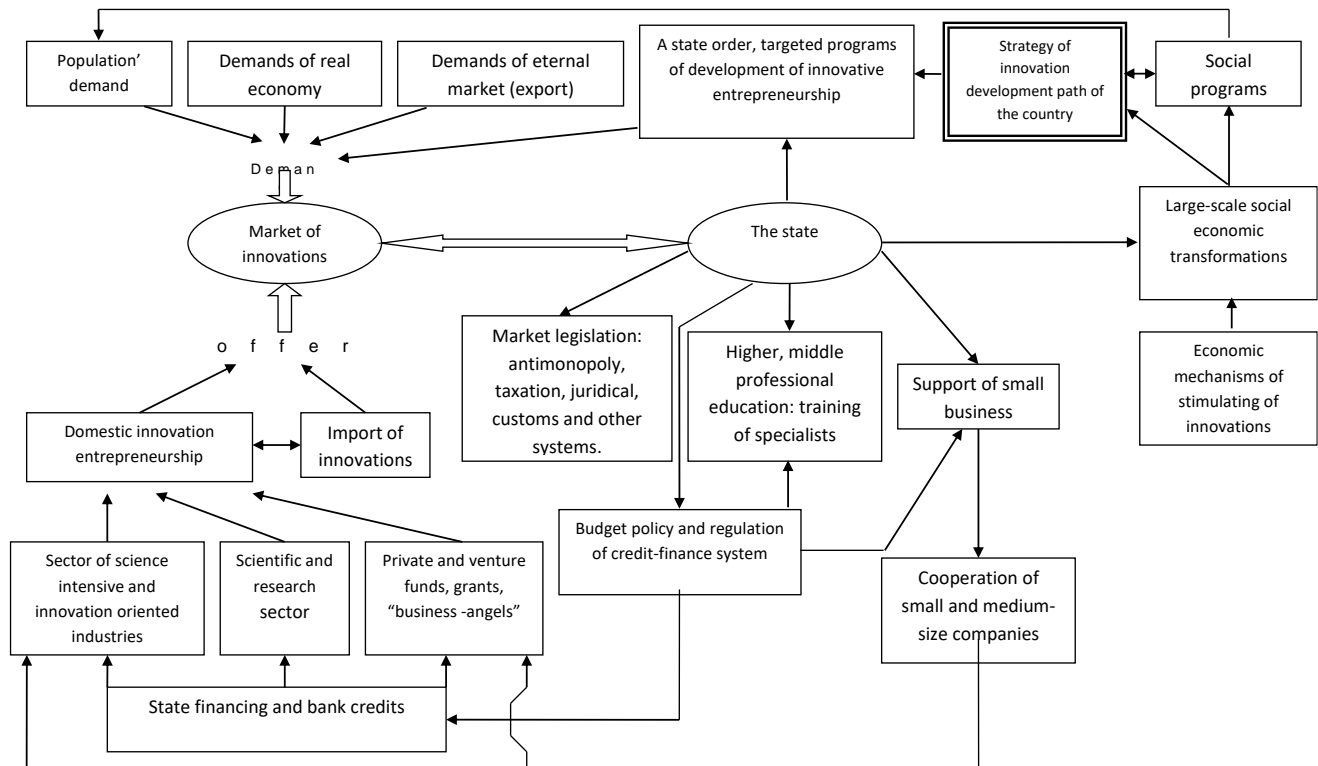 Population’
demand
Demands of real
economy
Demands of eternal
market (export)
A state order, targeted programs
of development of innovative
entrepreneurship
Strategy of
innovation
development path of
the country
Social
programs
Deman
Market of
innovations
The state
Large-scale social
economic
transformations
o f f e r
Market legislation:
antimonopoly,
taxation, juridical,
customs and other
systems.
Higher, middle
professional
education: training
of specialists
Support of small
business
Economic
mechanisms of
stimulating of
innovations
Domestic innovation
entrepreneurship
Import of
innovations
Budget policy and regulation
of credit-finance system
Sector of science
intensive and
innovation oriented
industries
Scientific and
research
sector
Private and venture
funds, grants,
“business -angels”
Cooperation of
small and medium-
size companies
State financing and bank credits